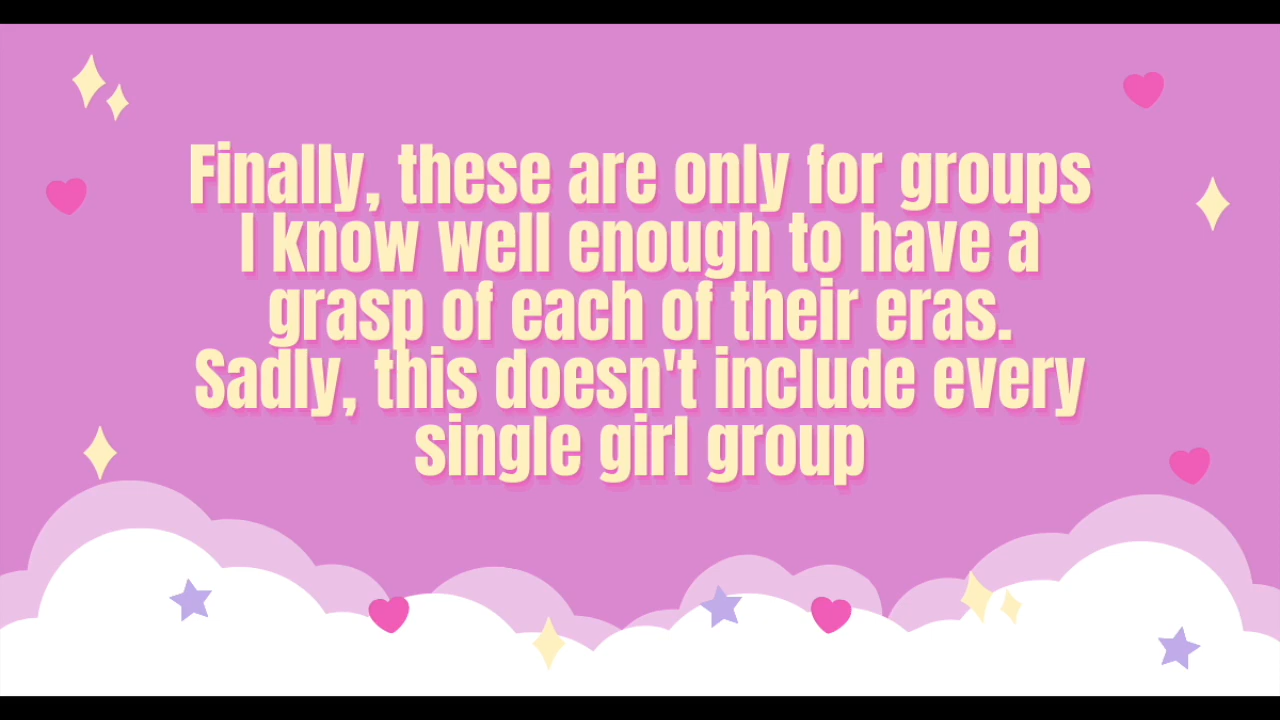 Finally, these are only for groups
I know well enough to have a
grasp of each of their eras.
Sadly, this doesn't include every
single girl group